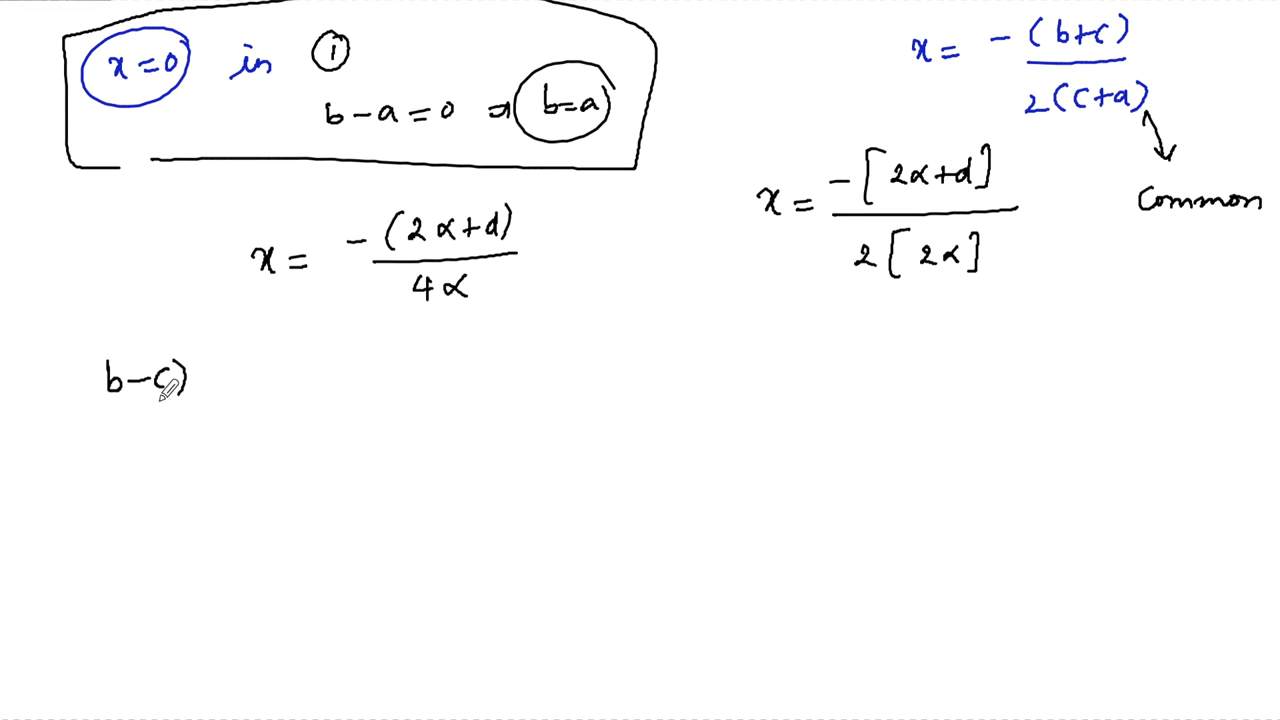 x=0 in ①
b-a=0 ⇒ b=a
x = -(b+c) / 2(c+a)
Common
x = -[2α+d] / 2[2α]
x = -(2α+d) / 4α
b-c)